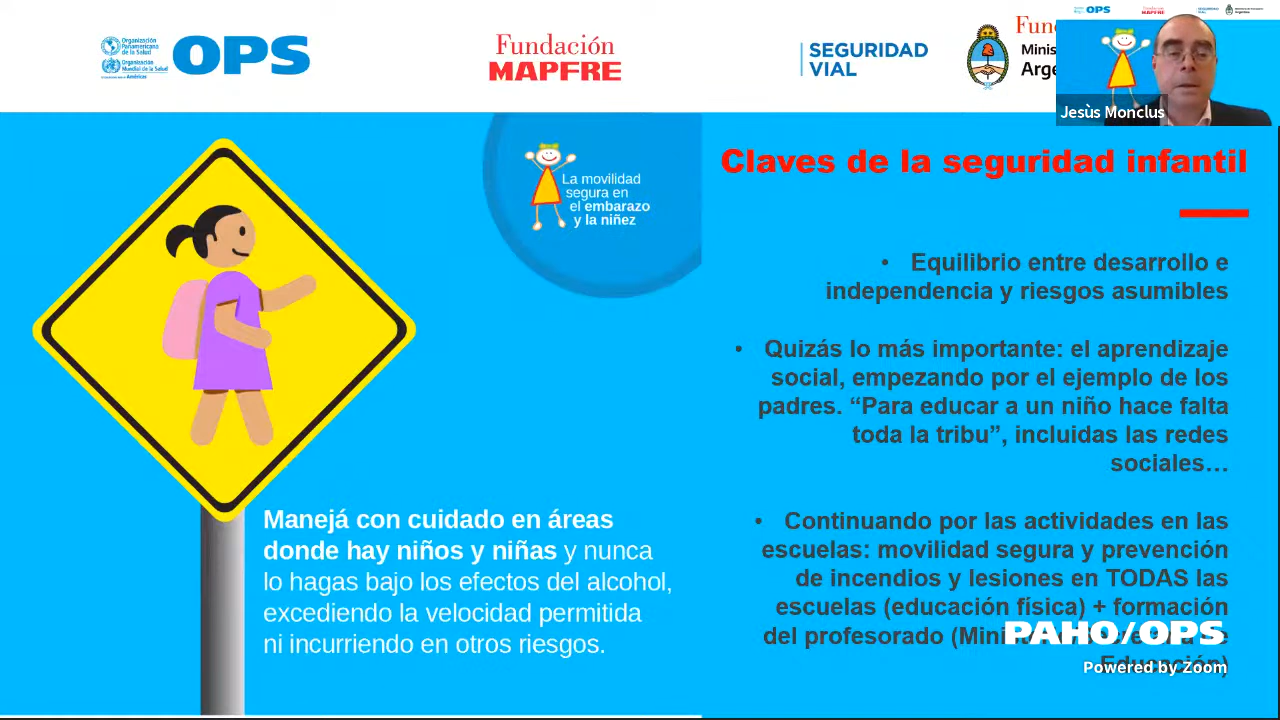 Organización
Panamericana
de la Salud
Organización
Mundial de la Salud
Américas
OPS
Fundación
MAPFRE
SEGURIDAD
VIAL
Minis
Arge
Fun
OPS
Jesùs Monclus
La movilidad
segura en
el embarazo
y la niñez
Manejá con cuidado en áreas
donde hay niños y niñas y nunca
lo hagas bajo los efectos del alcohol,
excediendo la velocidad permitida
ni incurriendo en otros riesgos.
Claves de la seguridad infantil
• Equilibrio entre desarrollo e
independencia y riesgos asumibles
• Quizás lo más importante: el aprendizaje
social, empezando por el ejemplo de los
padres. “Para educar a un niño hace falta
toda la tribu”, incluidas las redes
sociales…
• Continuando por las actividades en las
escuelas: movilidad segura y prevención
de incendios y lesiones en TODAS las
escuelas (educación física) + formación
del profesorado
Educación)
PAHO/OPS
Powered by Zoom